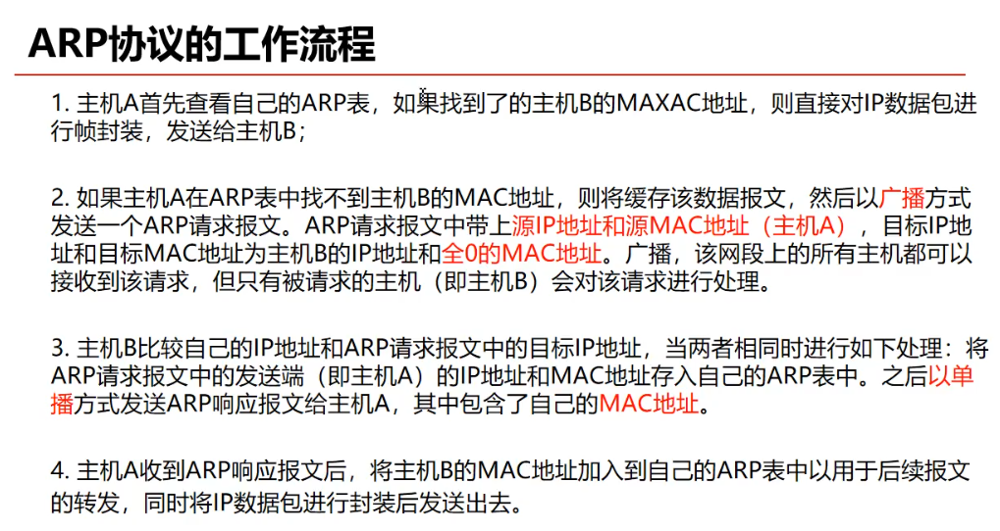 ARP协议的工作流程
1. 主机A首先查看自己的ARP表，如果找到了的主机B的MAXAC地址，则直接对IP数据包进
行帧封装，发送给主机B；
2. 如果主机A在ARP表中找不到主机B的MAC地址，则将缓存该数据报文，然后以广播方式
发送一个ARP请求报文。ARP请求报文中带上源IP地址和源MAC地址（主机A），目标IP地
址和目标MAC地址为主机B的IP地址和全0的MAC地址。广播，该网段上的所有主机都可以
接收到该请求，但只有被请求的主机（即主机B）会对该请求进行处理。
3. 主机B比较自己的IP地址和ARP请求报文中的目标IP地址，当两者相同时进行如下处理：将
ARP请求报文中的发送端（即主机A）的IP地址和MAC地址存入自己的ARP表中。之后以单
播方式发送ARP响应报文给主机A，其中包含了自己的MAC地址。
4. 主机A收到ARP响应报文后，将主机B的MAC地址加入到自己的ARP表中以用于后续报文
的转发，同时将IP数据包进行封装后发送出去。